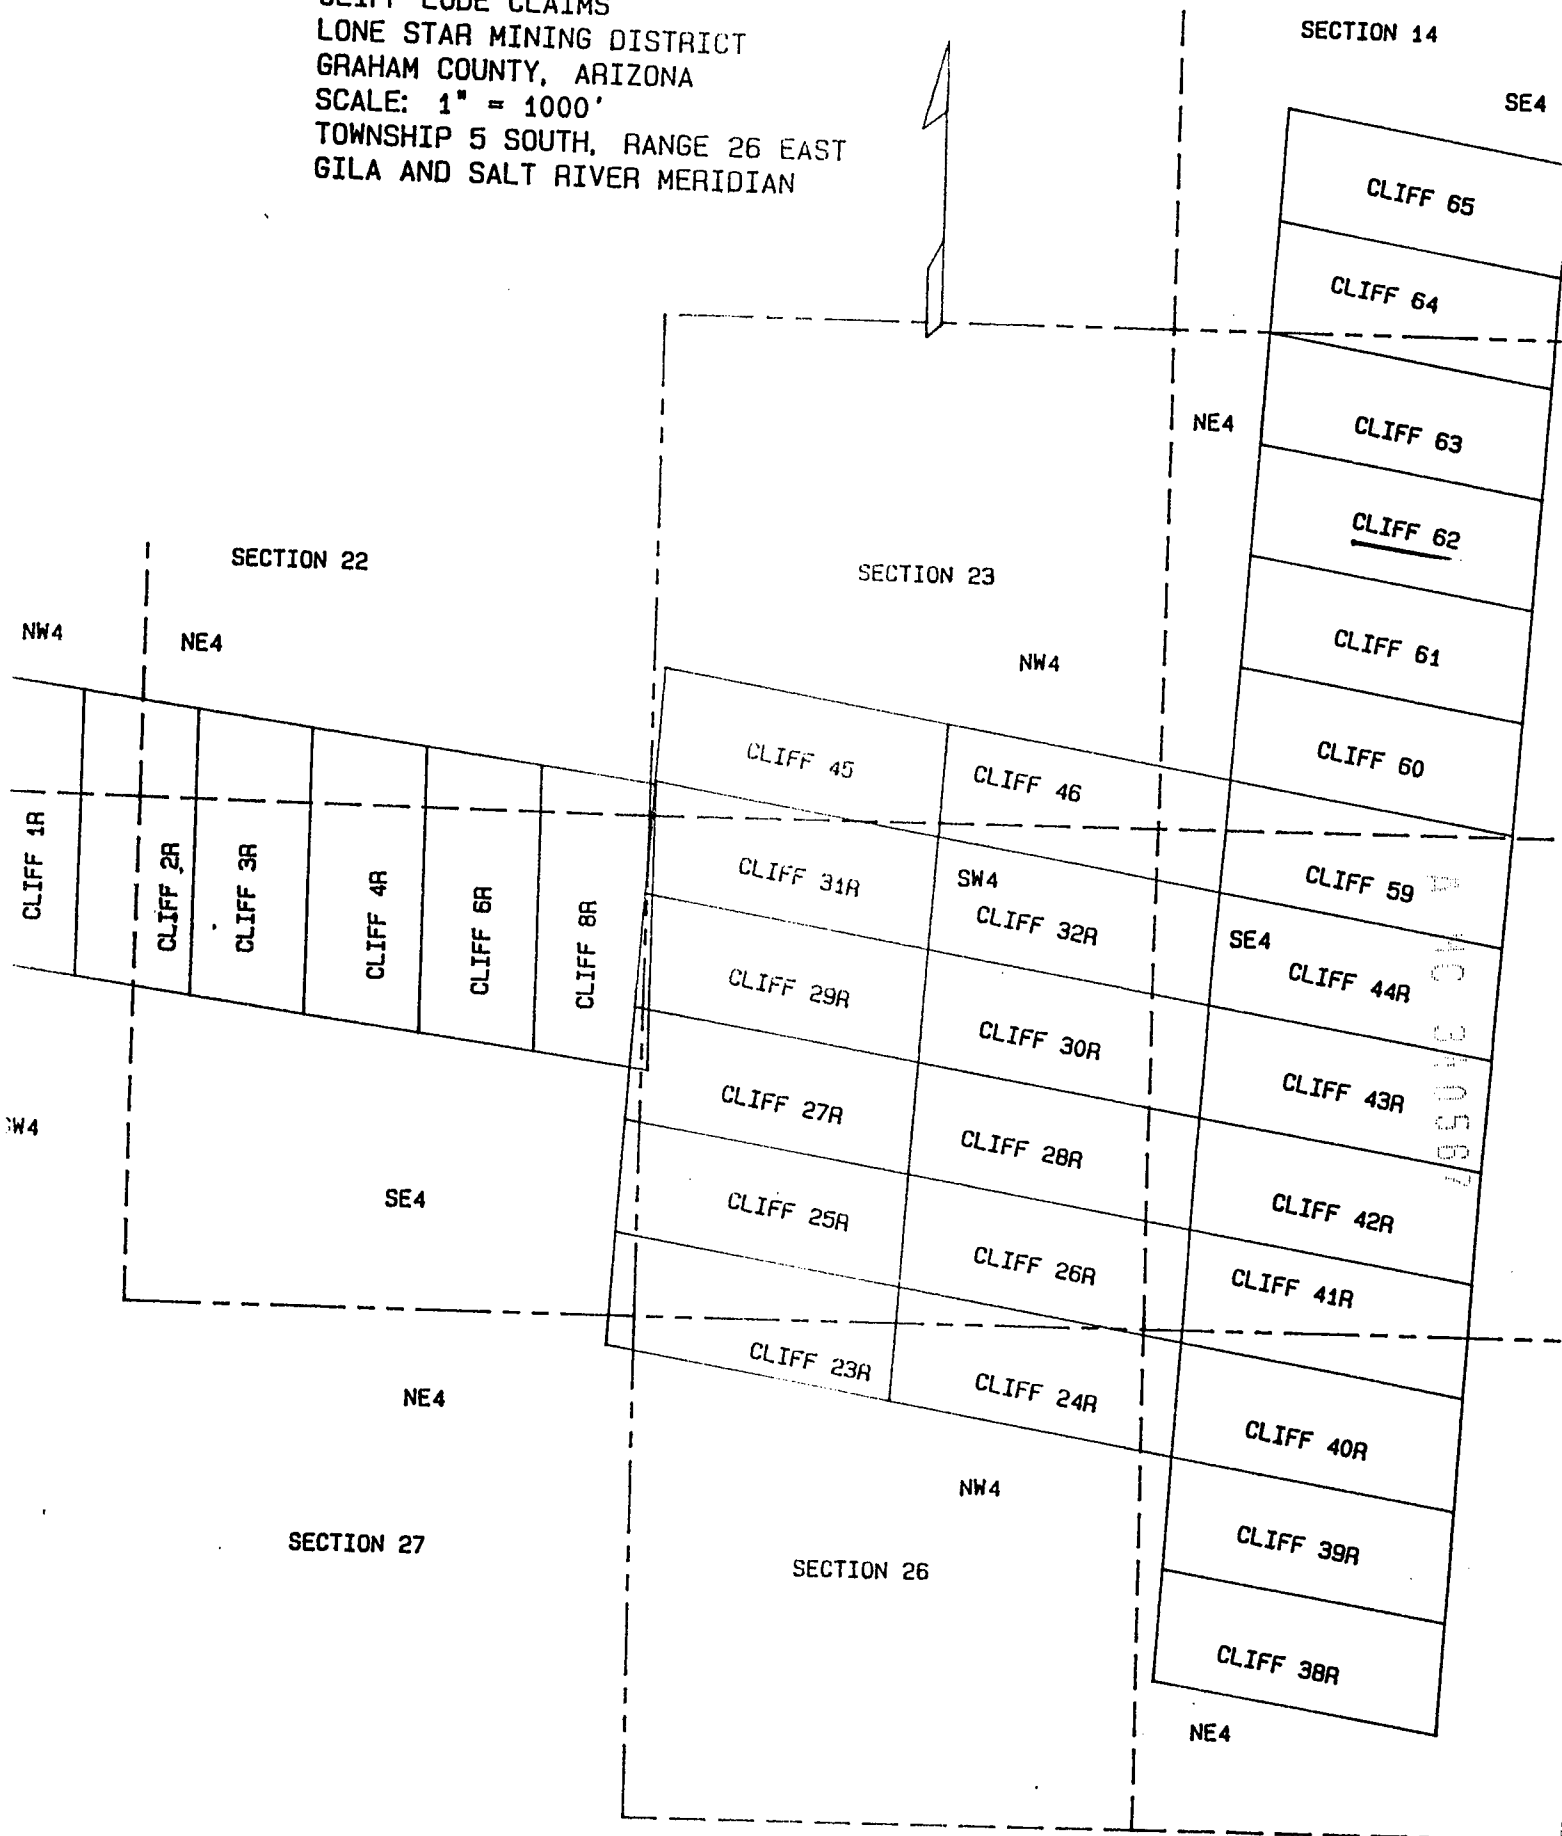 CLIFF LODE CLAIMS
LONE STAR MINING DISTRICT
GRAHAM COUNTY, ARIZONA
SCALE: 1" = 1000'
TOWNSHIP 5 SOUTH, RANGE 26 EAST
GILA AND SALT RIVER MERIDIAN
SECTION 14
SE4
CLIFF 65
CLIFF 64
NE4
CLIFF 63
CLIFF 62
SECTION 22
SECTION 23
NW4
NE4
NW4
CLIFF 61
CLIFF 45
CLIFF 46
CLIFF 60
CLIFF 1R
CLIFF 2R
CLIFF 3R
CLIFF 4R
CLIFF 6R
CLIFF 8R
CLIFF 31R
SW4
CLIFF 32R
CLIFF 59
SE4
CLIFF 44R
CLIFF 29R
CLIFF 30R
CLIFF 43R
CLIFF 27R
CLIFF 28R
SW4
SE4
CLIFF 25R
CLIFF 26R
CLIFF 42R
CLIFF 41R
CLIFF 23R
CLIFF 24R
NE4
CLIFF 40R
NW4
SECTION 27
SECTION 26
CLIFF 39R
CLIFF 38R
NE4